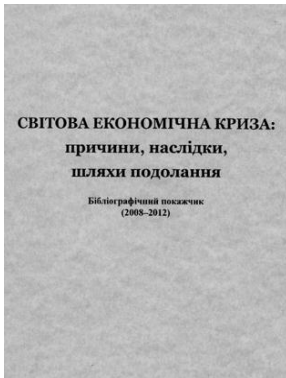 СВІТОВА ЕКОНОМІЧНА КРИЗА:
причини, наслідки,
шляхи подолання
Бібліографічний покажчик
(2008–2012)